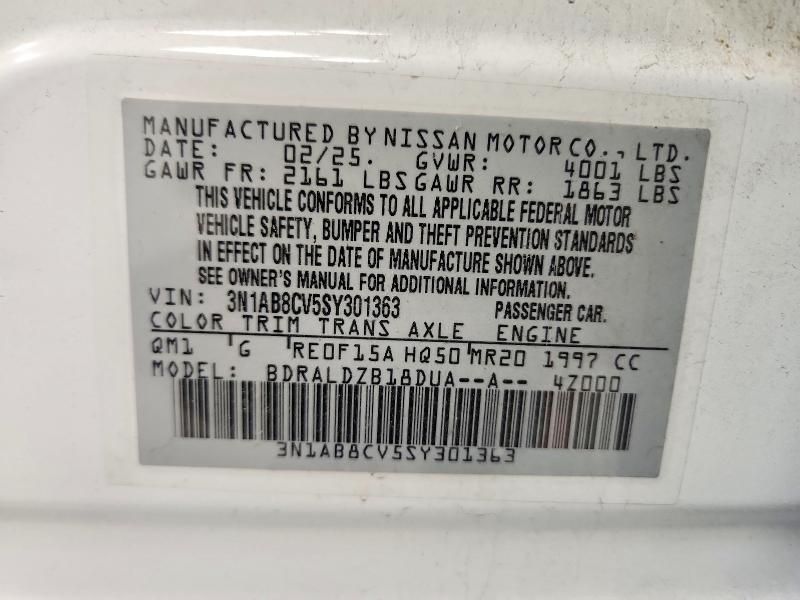 MANUFACTURED BY NISSAN MOTOR CO., LTD.
DATE: 02/25. GVWR: 4001 LBS
GAWR FR: 2161 LBS GAWR RR: 1863 LBS
THIS VEHICLE CONFORMS TO ALL APPLICABLE FEDERAL MOTOR
VEHICLE SAFETY, BUMPER AND THEFT PREVENTION STANDARDS
IN EFFECT ON THE DATE OF MANUFACTURE SHOWN ABOVE.
SEE OWNER'S MANUAL FOR ADDITIONAL INFORMATION.
VIN: 3N1AB8CV5SY301363 PASSENGER CAR.
COLOR TRIM TRANS AXLE ENGINE
QM1 G RE0F15A HQ50 MR20 1997 CC
MODEL: BDRALDZB18DUA--A-- 4Z000
3N1AB8CV5SY301363